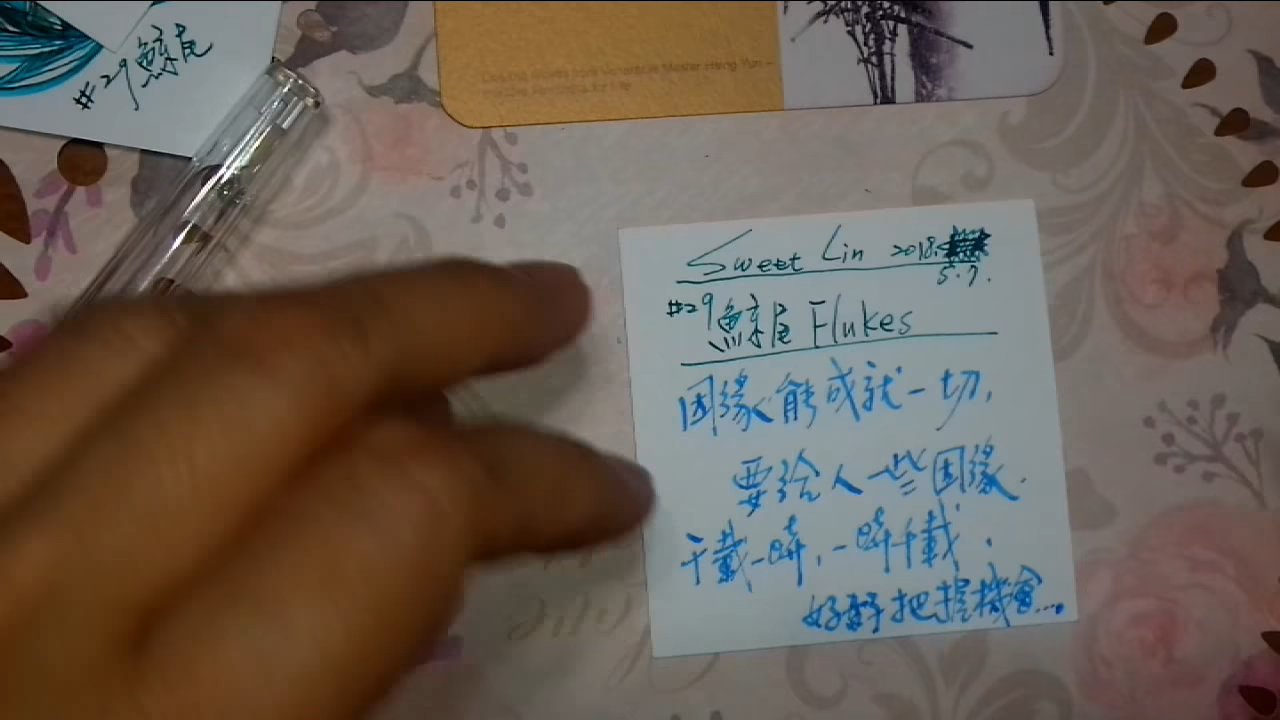 #29鯨尾
Sweet Lin 2018.
5.7.
#29鯨尾 Flukes
因緣能成就一切,
要給人一些因緣.
千載一時,一時千載.
好好把握機會...